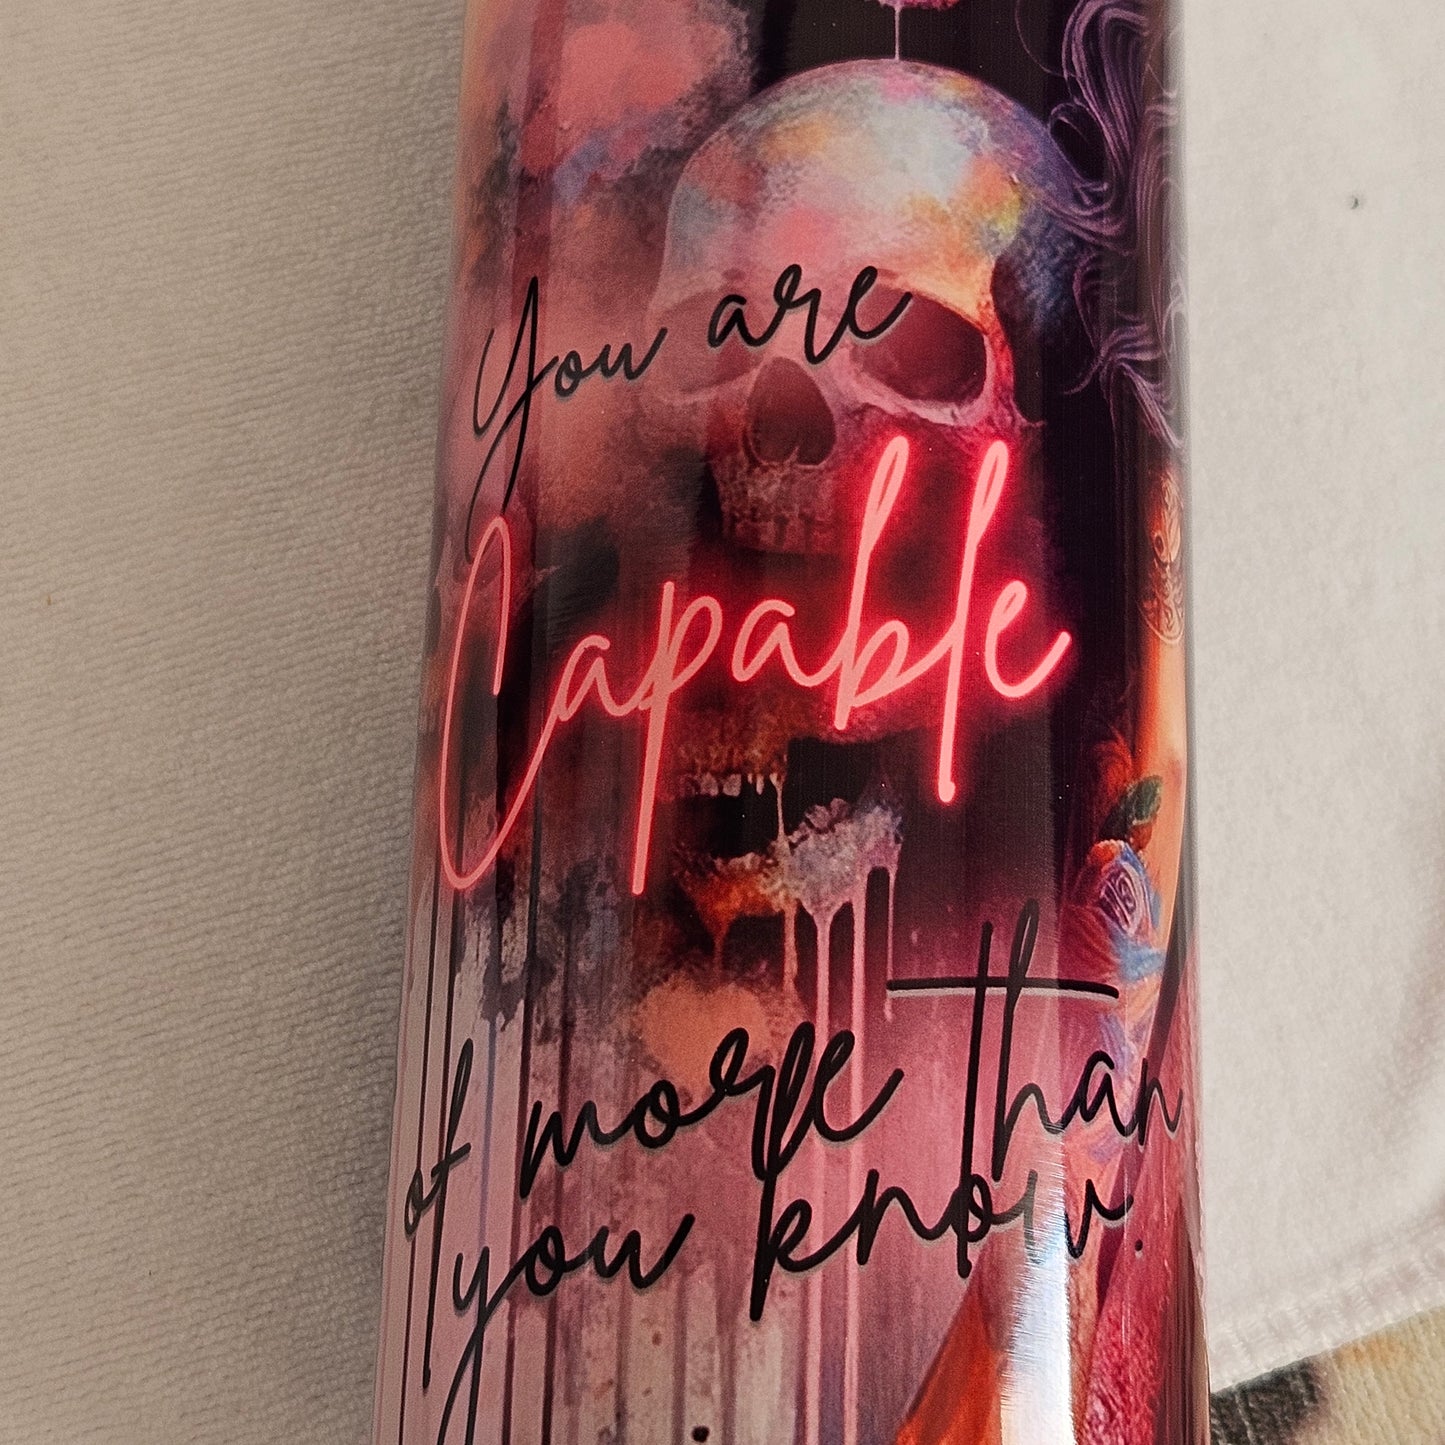 You are
Capable
of more than
you know.